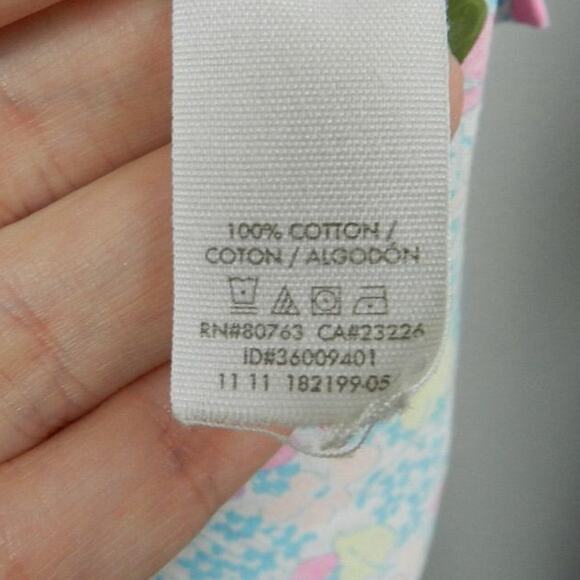 100% COTTON /
COTON / ALGODÓN
RN#80763 CA#23226
ID#36009401
11 11 182199-05